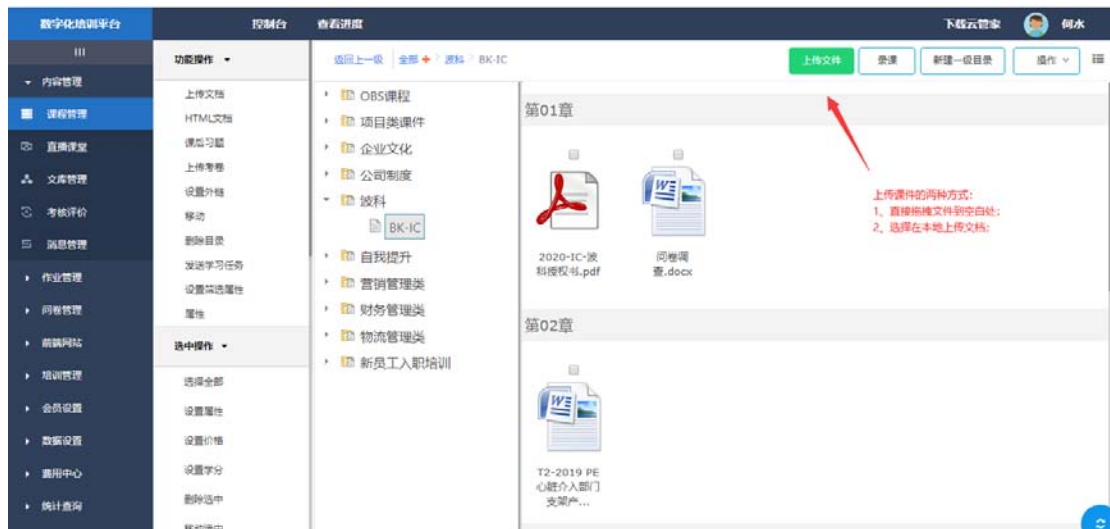 数字化培训平台
控制台
查看进度
下载云管家
何水
功能操作
返回上一级 全部 波科 BK-IC
上传文件
录课
新建一级目录
操作
内容管理
课程管理
直播课堂
文库管理
考核评价
消息管理
作业管理
问卷管理
前端网站
培训管理
会员设置
数据设置
费用中心
统计查询
上传文档
HTML文档
课后习题
上传考卷
设置外链
移动
删除目录
发送学习任务
设置筛选属性
属性
选中操作
选择全部
设置属性
设置价格
设置学分
删除选中
OBS课程
项目类课件
企业文化
公司制度
波科
BK-IC
自我提升
营销管理类
财务管理类
物流管理类
新员工入职培训
第01章
2020-IC-波
科授权书.pdf
问卷调
查.docx
上传课件的两种方式：
1、直接拖拽文件到空白处；
2、选择在本地上传文档；
第02章
T2-2019 PE
心脏介入部门
支架产...